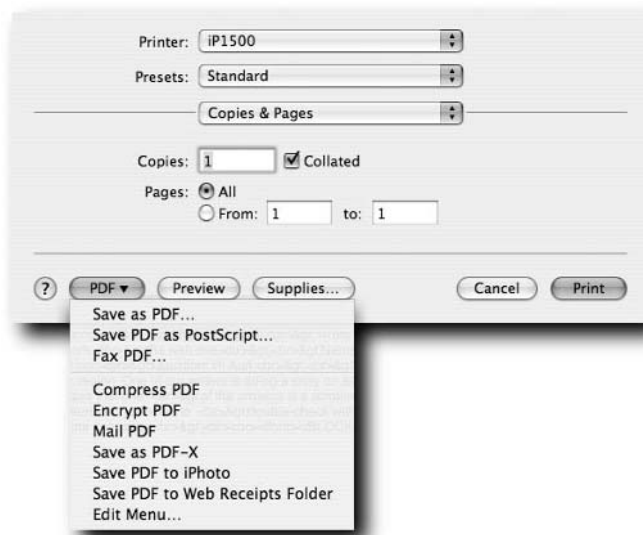 Printer: iP1500
Presets: Standard
Copies & Pages
Copies: 1 Collated
Pages: All
From: 1 to: 1
? PDF Preview Supplies... Cancel Print
Save as PDF...
Save PDF as PostScript...
Fax PDF...
Compress PDF
Encrypt PDF
Mail PDF
Save as PDF-X
Save PDF to iPhoto
Save PDF to Web Receipts Folder
Edit Menu...